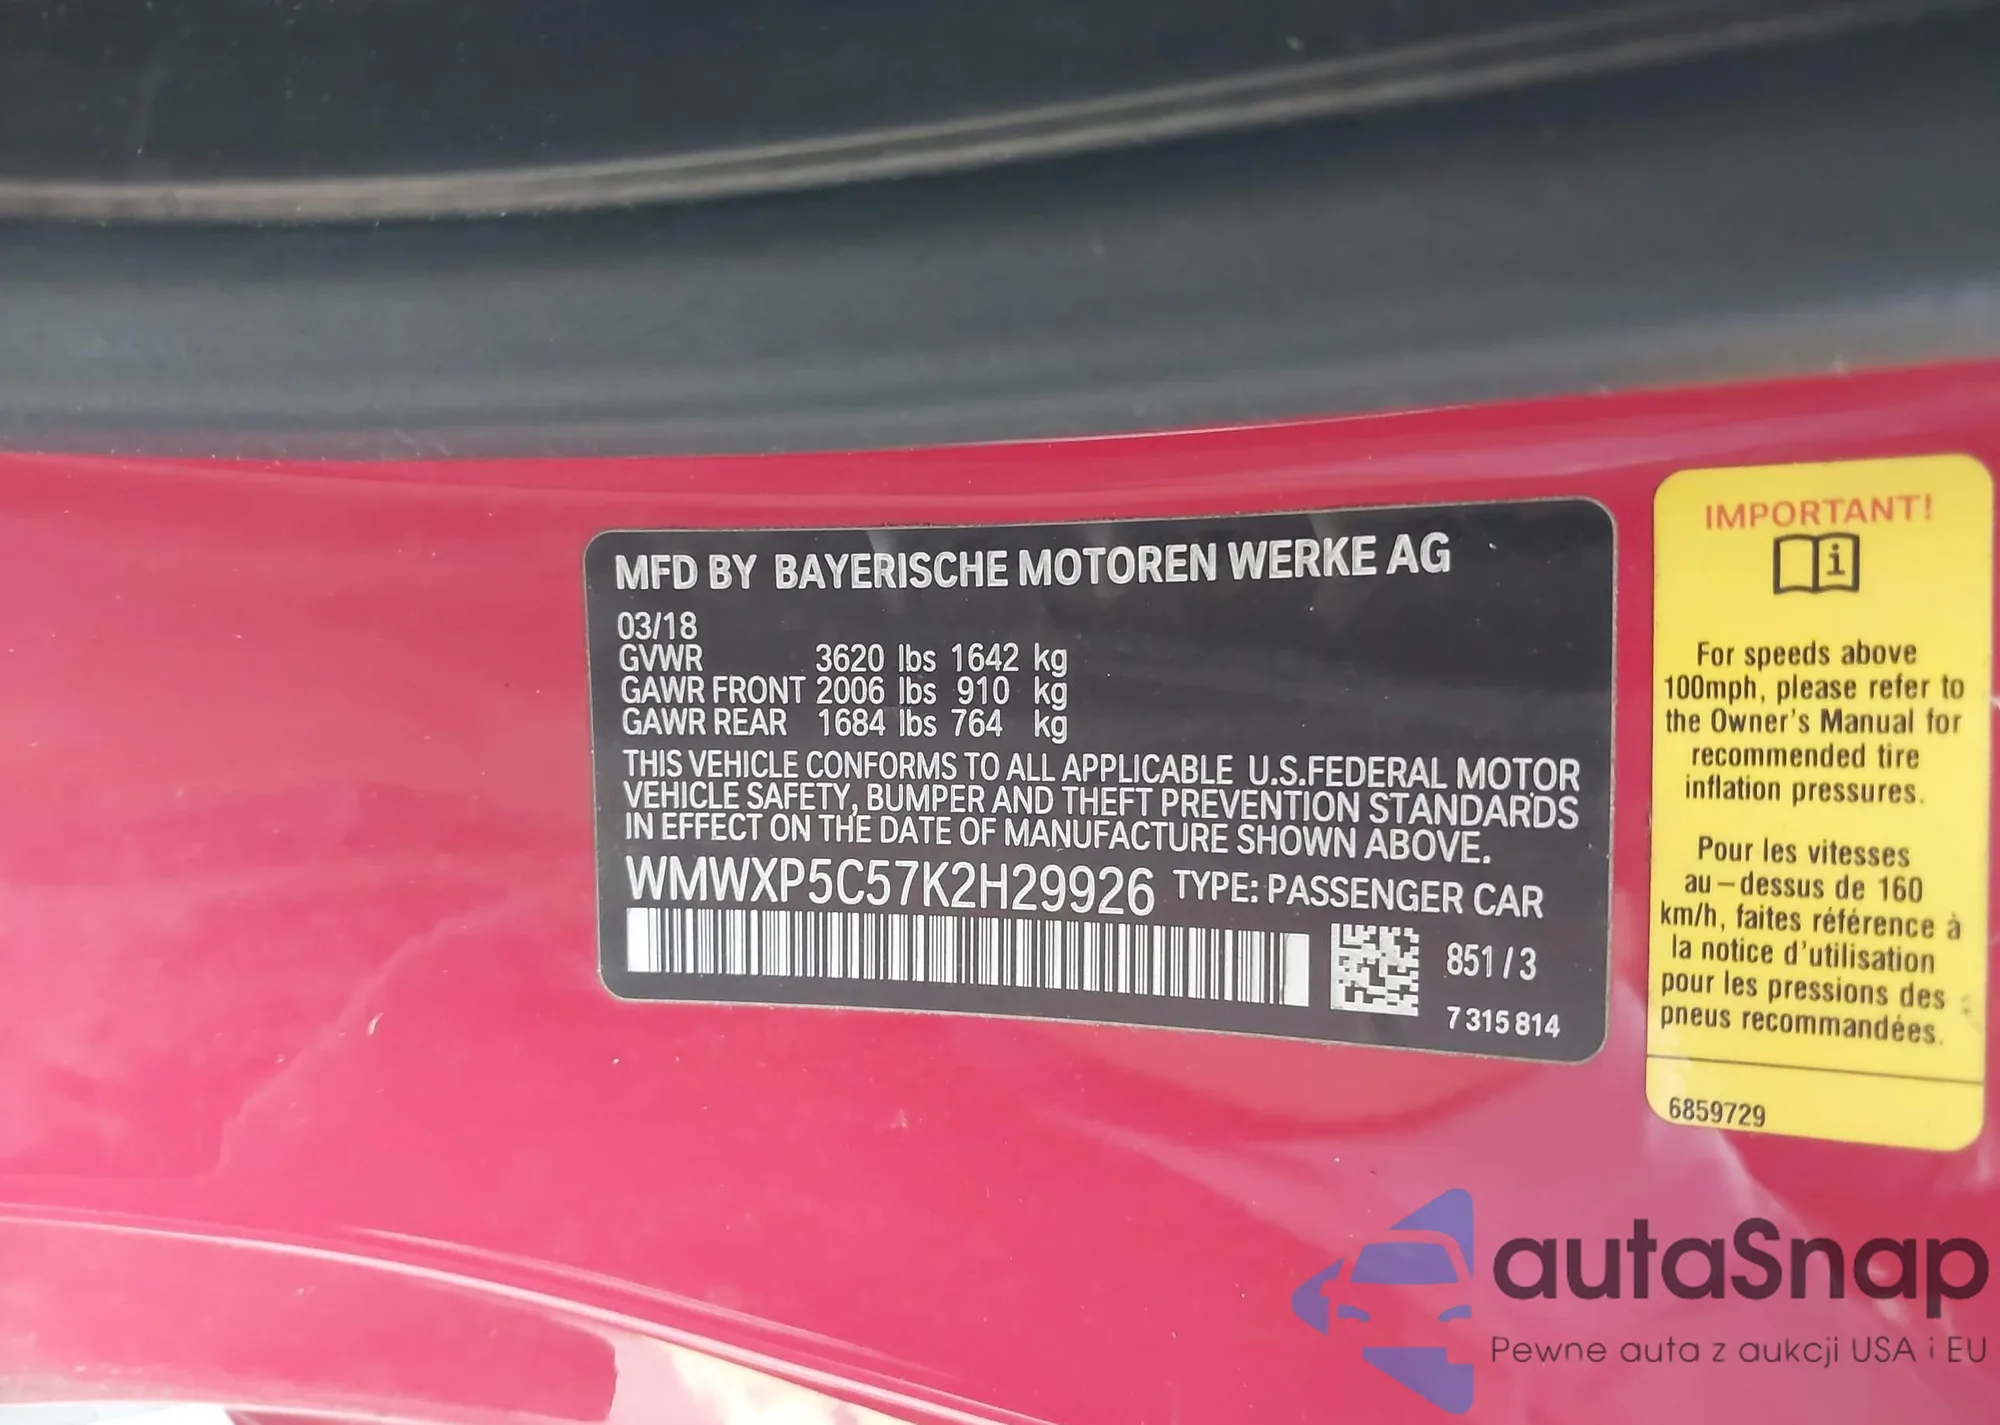 MFD BY BAYERISCHE MOTOREN WERKE AG
03/18
GVWR 3620 lbs 1642 kg
GAWR FRONT 2006 lbs 910 kg
GAWR REAR 1684 lbs 764 kg
THIS VEHICLE CONFORMS TO ALL APPLICABLE U.S.FEDERAL MOTOR
VEHICLE SAFETY, BUMPER AND THEFT PREVENTION STANDARDS
IN EFFECT ON THE DATE OF MANUFACTURE SHOWN ABOVE.
WMWXP5C57K2H29926 TYPE: PASSENGER CAR
851/3
7 315 814
IMPORTANT!
i
For speeds above
100mph, please refer to
the Owner's Manual for
recommended tire
inflation pressures.
Pour les vitesses
au-dessus de 160
km/h, faites référence à
la notice d'utilisation
pour les pressions des
pneus recommandées.
6859729
autaSnap
Pewne auta z aukcji USA i EU